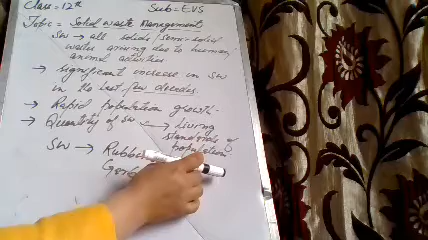 Class = 12th Sub = EVS
Topic = Solid waste Management
SW → all solids/semi-solid
waste arising due to human,
animal activities
→ significant increase in SW
in the last few decades.
→ Rapid population growth
→ Quantity of SW → Living
standards of
population
SW →